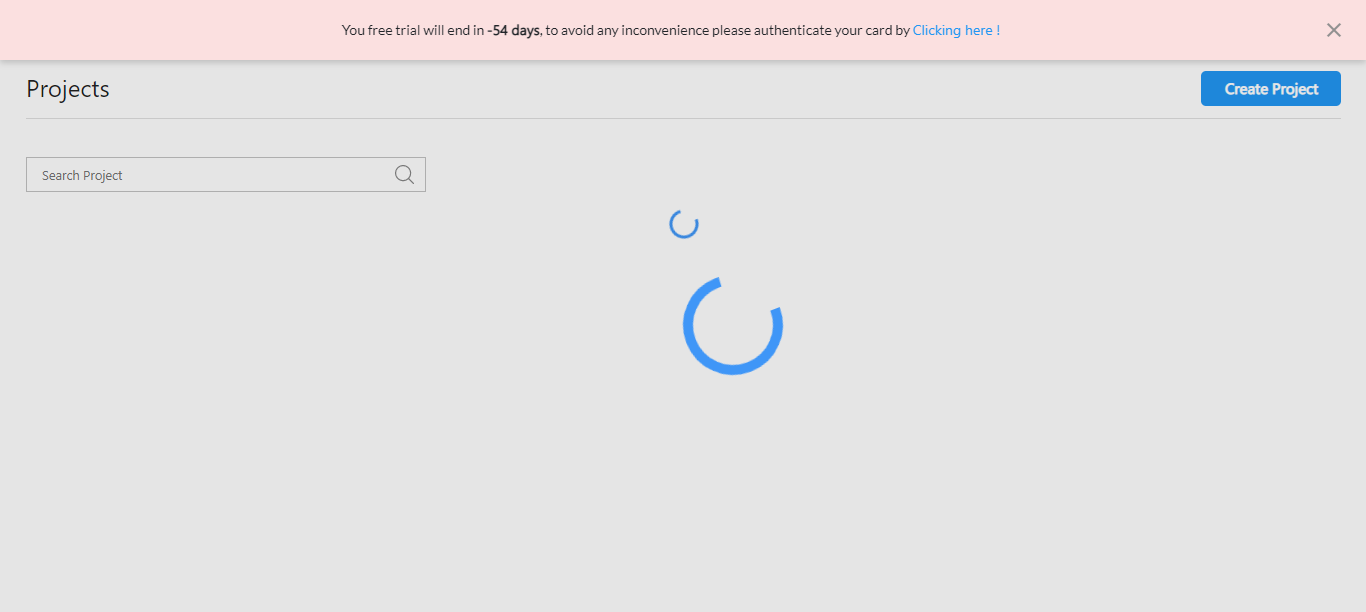 You free trial will end in -54 days, to avoid any inconvenience please authenticate your card by Clicking here !
Projects
Create Project
Search Project